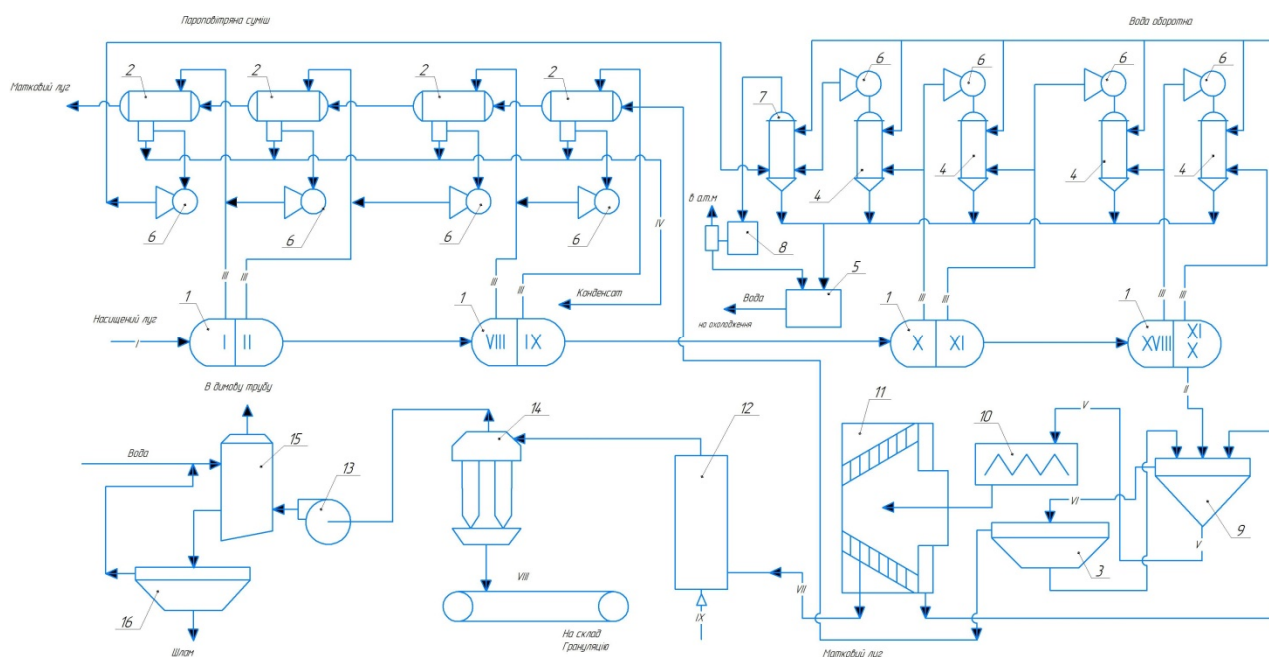 Пароповітряна суміш
Вода оборотна
2
2
2
2
6
6
6
6
Матковий луг
7
4
4
4
4
в атм
6
6
6
6
IV
8
5
III
III
III
III
III
III
III
III
Конденсат
Вода
на охолодження
1
1
1
1
Насищений луг
I
I II
VIII IX
X XI
XVIII XI
X
В димову трубу
II
11
V
10
14
12
15
Вода
13
VI
9
V
3
VIII
VII
16
IX
На склад
Грануляцію
Шлам
Матковий луг